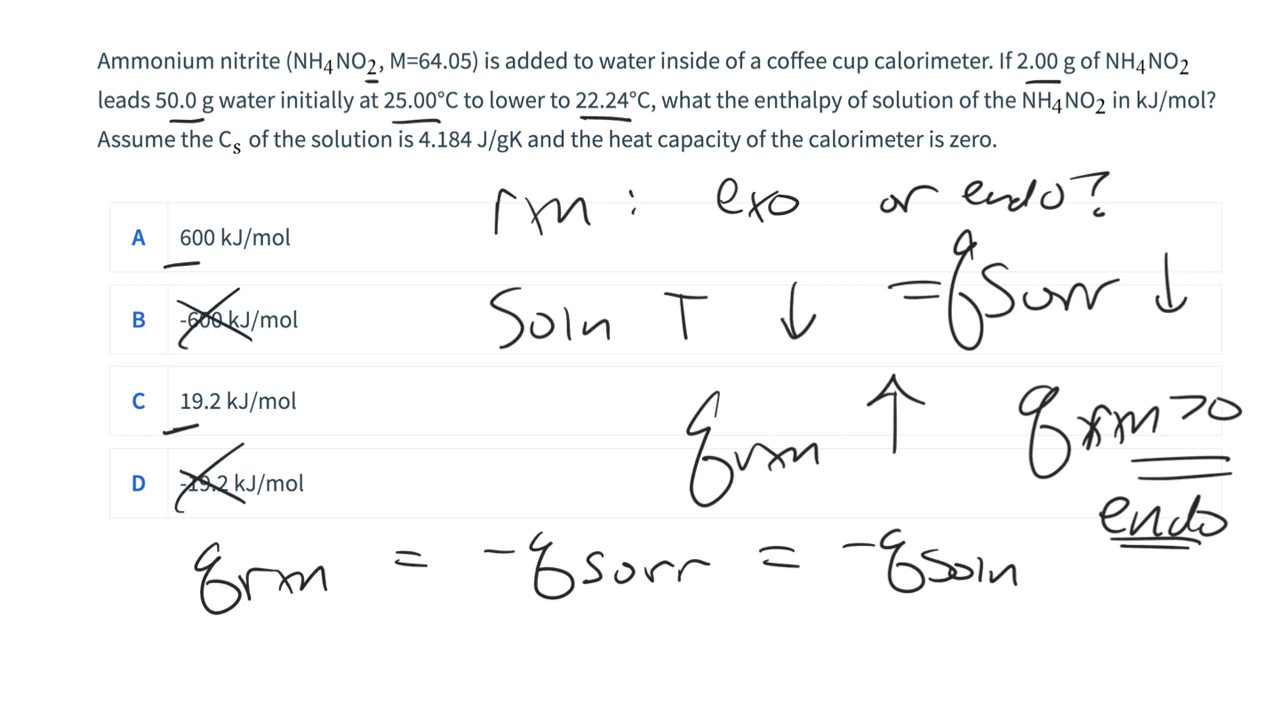 Ammonium nitrite (NH₄NO₂, M=64.05) is added to water inside of a coffee cup calorimeter. If 2.00 g of NH₄NO₂
leads 50.0 g water initially at 25.00°C to lower to 22.24°C, what the enthalpy of solution of the NH₄NO₂ in kJ/mol?
Assume the Cₛ of the solution is 4.184 J/gK and the heat capacity of the calorimeter is zero.
rxn : exo or endo?
A 600 kJ/mol
Soln T ↓ = qsurr ↓
B -600 kJ/mol
C 19.2 kJ/mol
qrxn ↑ qrxn >0
D -19.2 kJ/mol
endo
qrxn = -qsurr = -qsoln